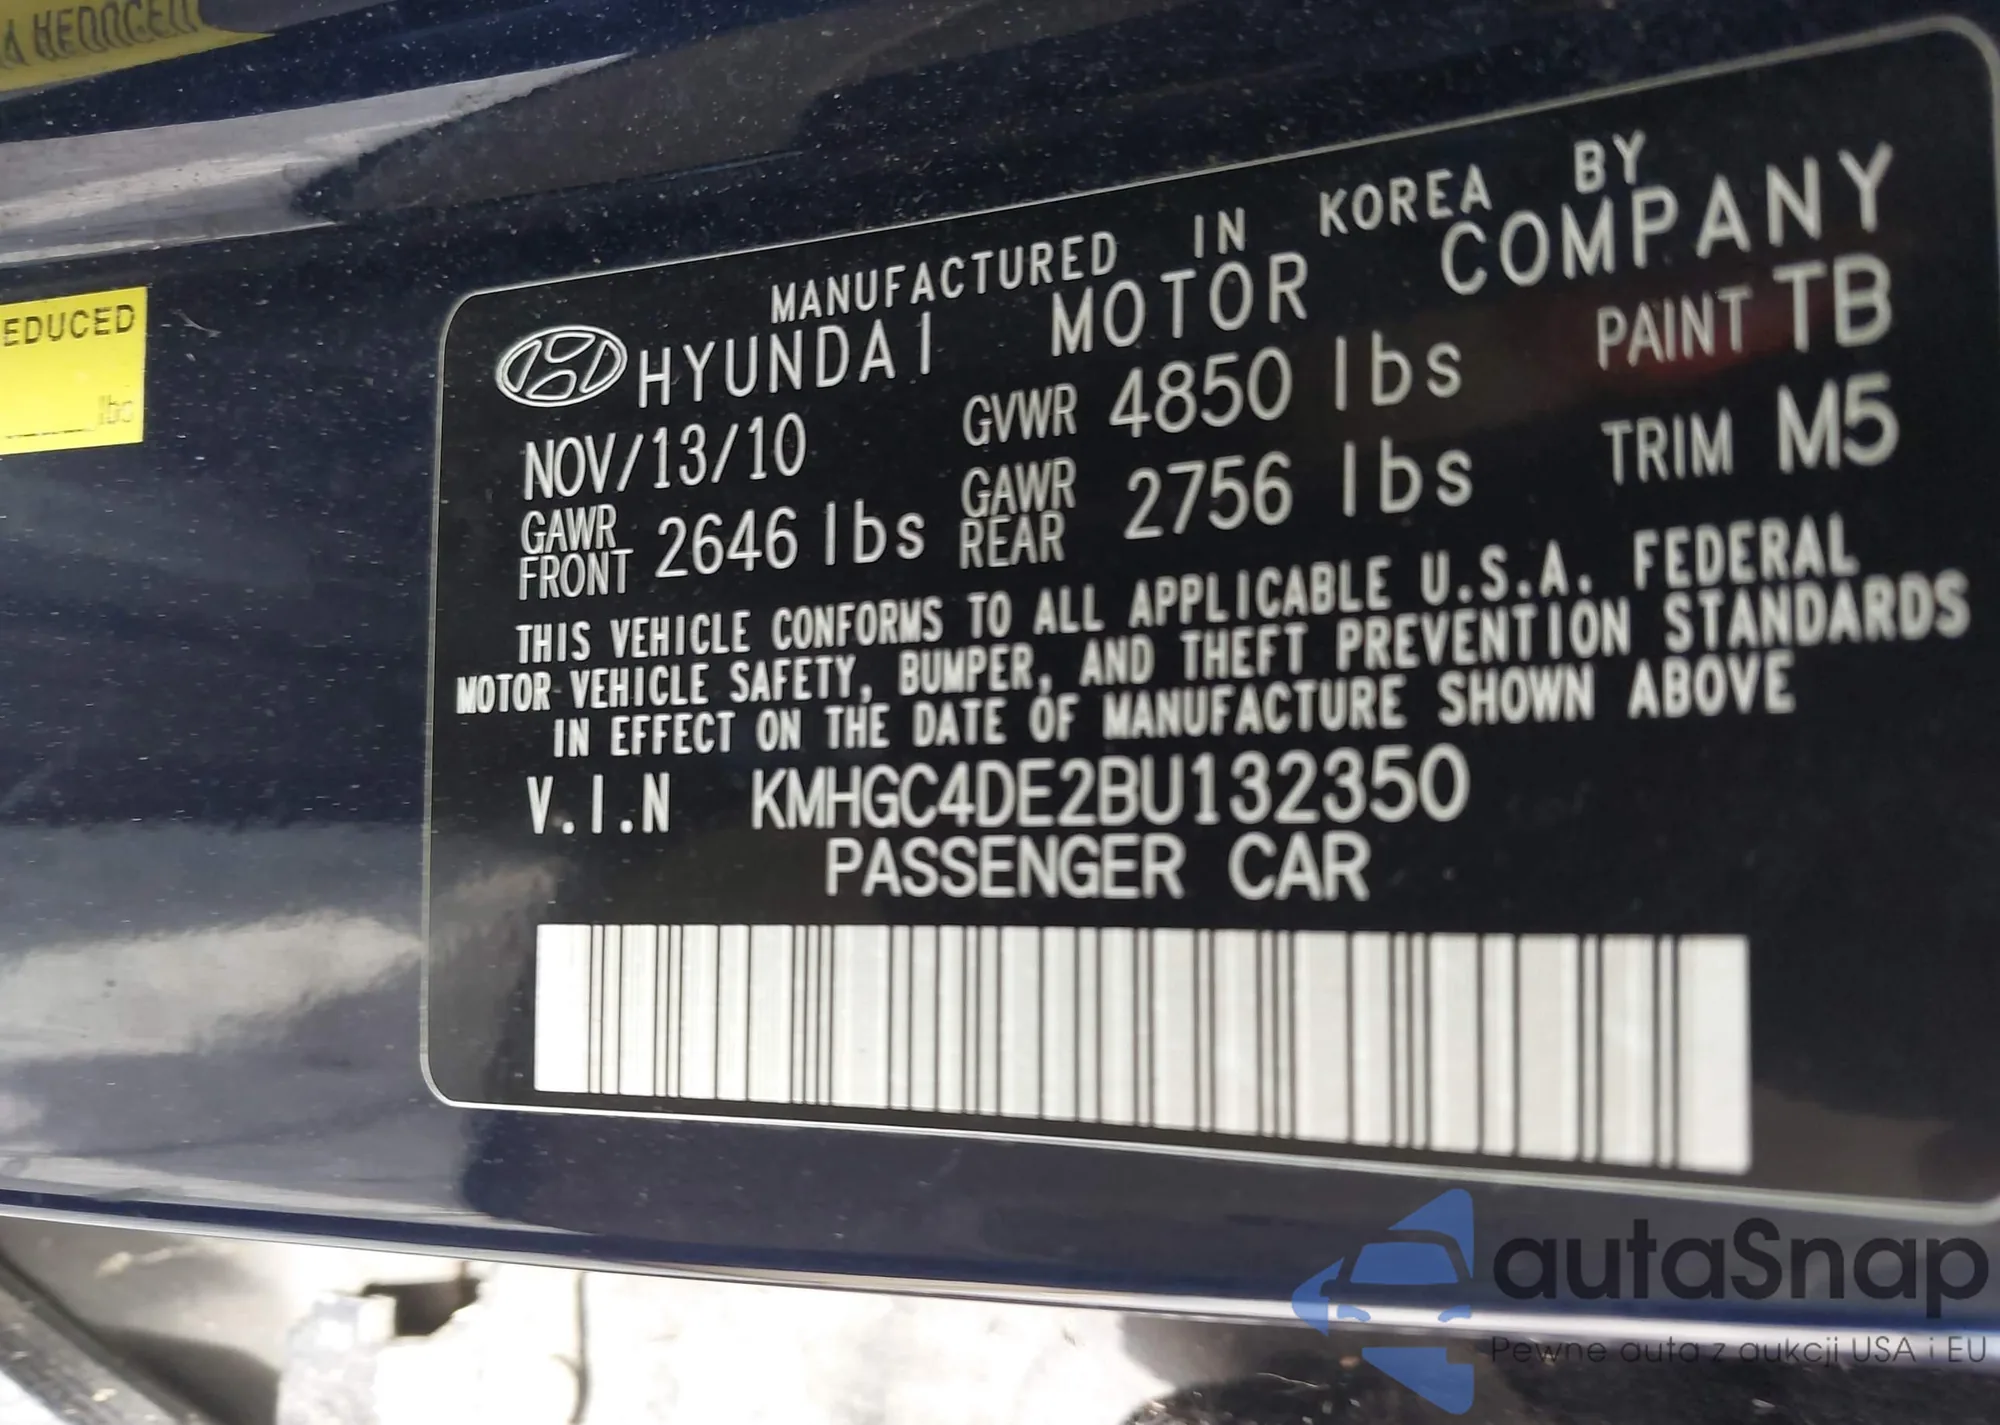 EDUCED
lbs
MANUFACTURED IN KOREA BY
HYUNDAI MOTOR COMPANY
NOV/13/10 GVWR 4850 lbs PAINT TB
GAWR FRONT 2646 lbs GAWR REAR 2756 lbs TRIM M5
THIS VEHICLE CONFORMS TO ALL APPLICABLE U.S.A. FEDERAL
MOTOR VEHICLE SAFETY, BUMPER, AND THEFT PREVENTION STANDARDS
IN EFFECT ON THE DATE OF MANUFACTURE SHOWN ABOVE
V.I.N KMHGC4DE2BU132350
PASSENGER CAR
autaSnap
Pewne auta z aukcji USA i EU